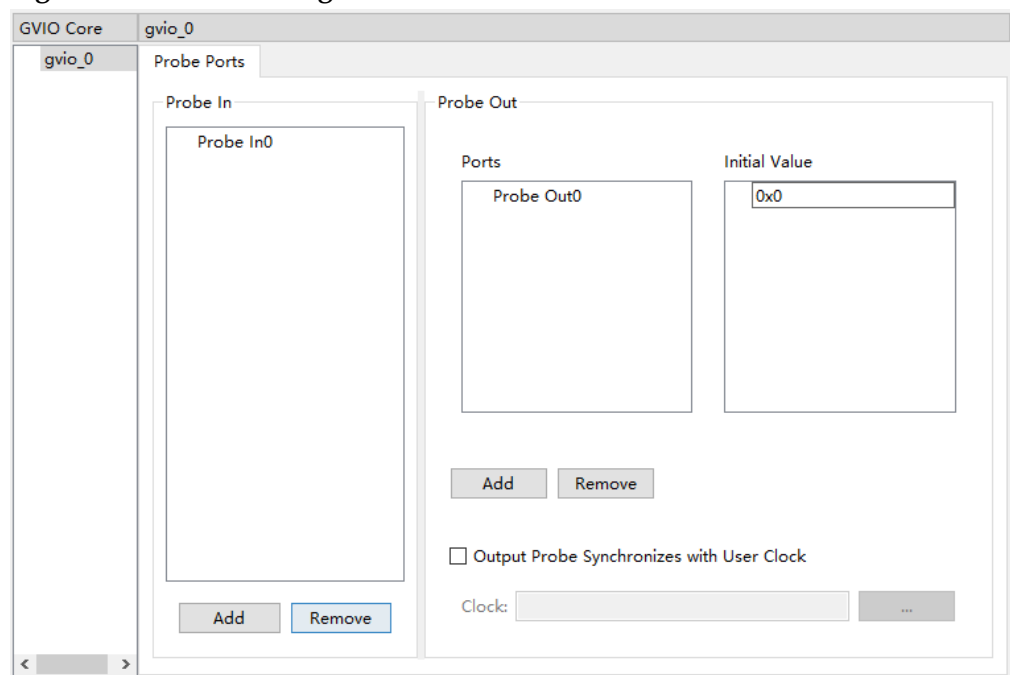 GVIO Core
gvio_0
gvio_0
Probe Ports
Probe In
Probe In0
Add
Remove
Probe Out
Ports
Initial Value
Probe Out0
0x0
Add
Remove
Output Probe Synchronizes with User Clock
Clock:
...